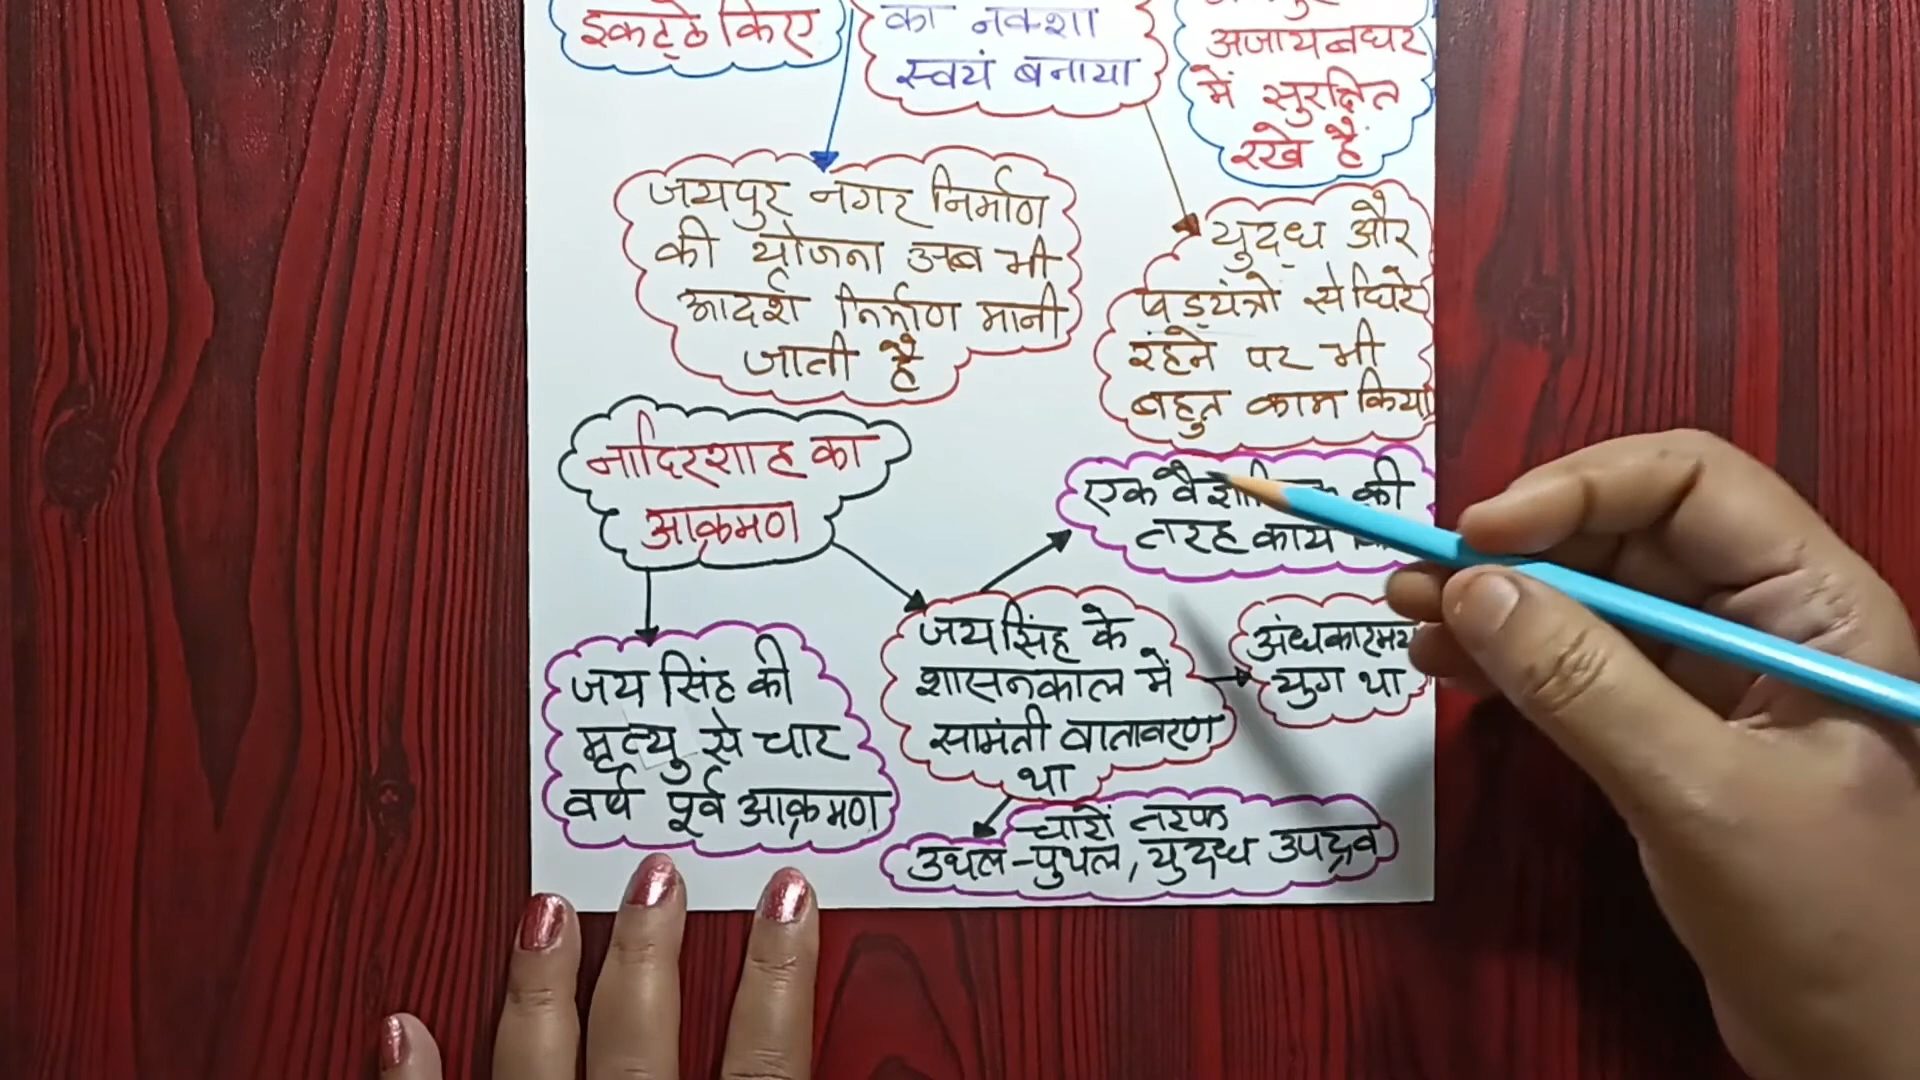 इकट्ठे किए
का नक्शा
स्वयं बनाया
अजायबघर
में सुरक्षित
रखे हैं
जयपुर नगर निर्माण
की योजना अब भी
आदर्श निर्माण मानी
जाती है
युद्ध और
षड़यंत्रो से घिरे
रहने पर भी
बहुत काम किया
नादिरशाह का
आक्रमण
एक की
तरह कार्य
जयसिंह के
शासनकाल में
सामंती वातावरण
था
अंधकारमय
युग था
जय सिंह की
मृत्यु से चार
वर्ष पूर्व आक्रमण
चारों तरफ
उथल-पुथल, युद्ध उपद्रव